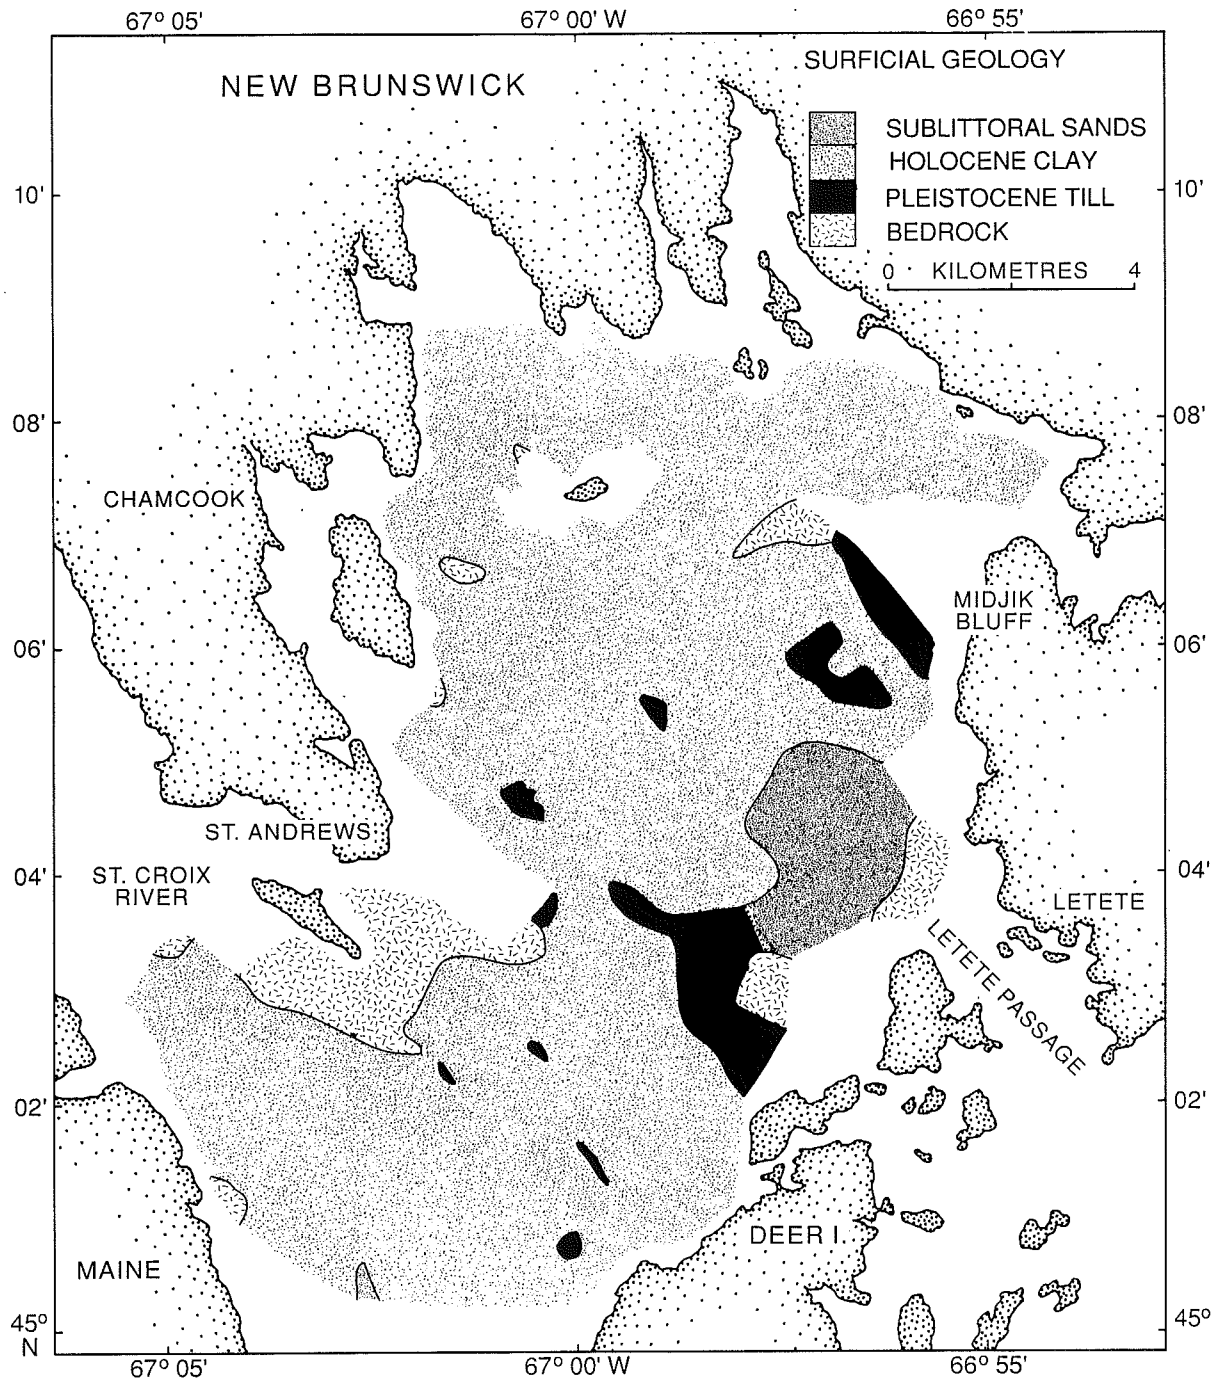 67° 05'
67° 00' W
66° 55'
SURFICIAL GEOLOGY
NEW BRUNSWICK
SUBLITTORAL SANDS
HOLOCENE CLAY
PLEISTOCENE TILL
BEDROCK
0 KILOMETRES 4
10'
10'
08'
08'
CHAMCOOK
MIDJIK
BLUFF
06'
06'
ST. ANDREWS
ST. CROIX
RIVER
04'
04'
LETETE
LETETE PASSAGE
02'
02'
DEER I.
MAINE
45°
N
45°
67° 05'
67° 00' W
66° 55'